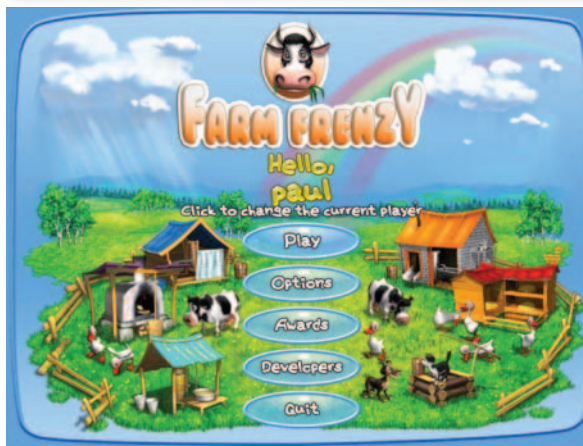 FARM FRENZY
Hello,
paul
Click to change the current player
Play
Options
Awards
Developers
Quit